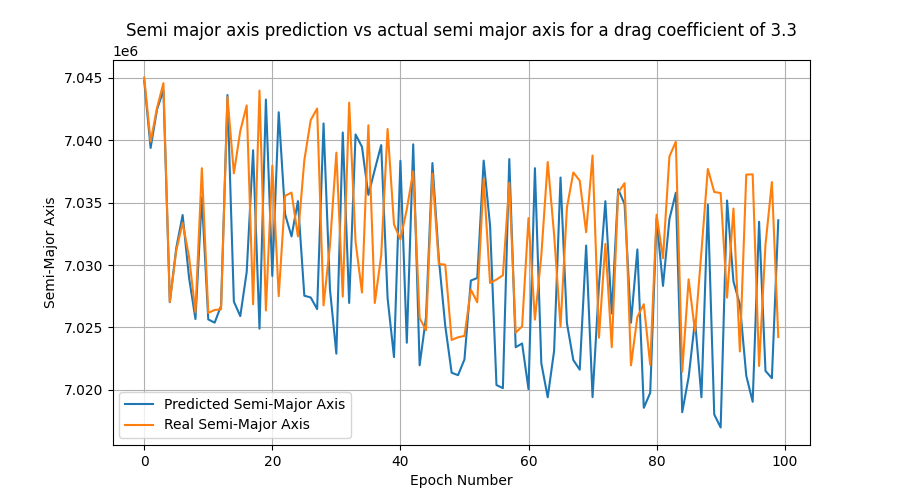 Semi major axis prediction vs actual semi major axis for a drag coefficient of 3.3
1e6
7.045
7.040
7.035
7.030
7.025
7.020
Semi-Major Axis
Predicted Semi-Major Axis
Real Semi-Major Axis
0 20 40 60 80 100
Epoch Number